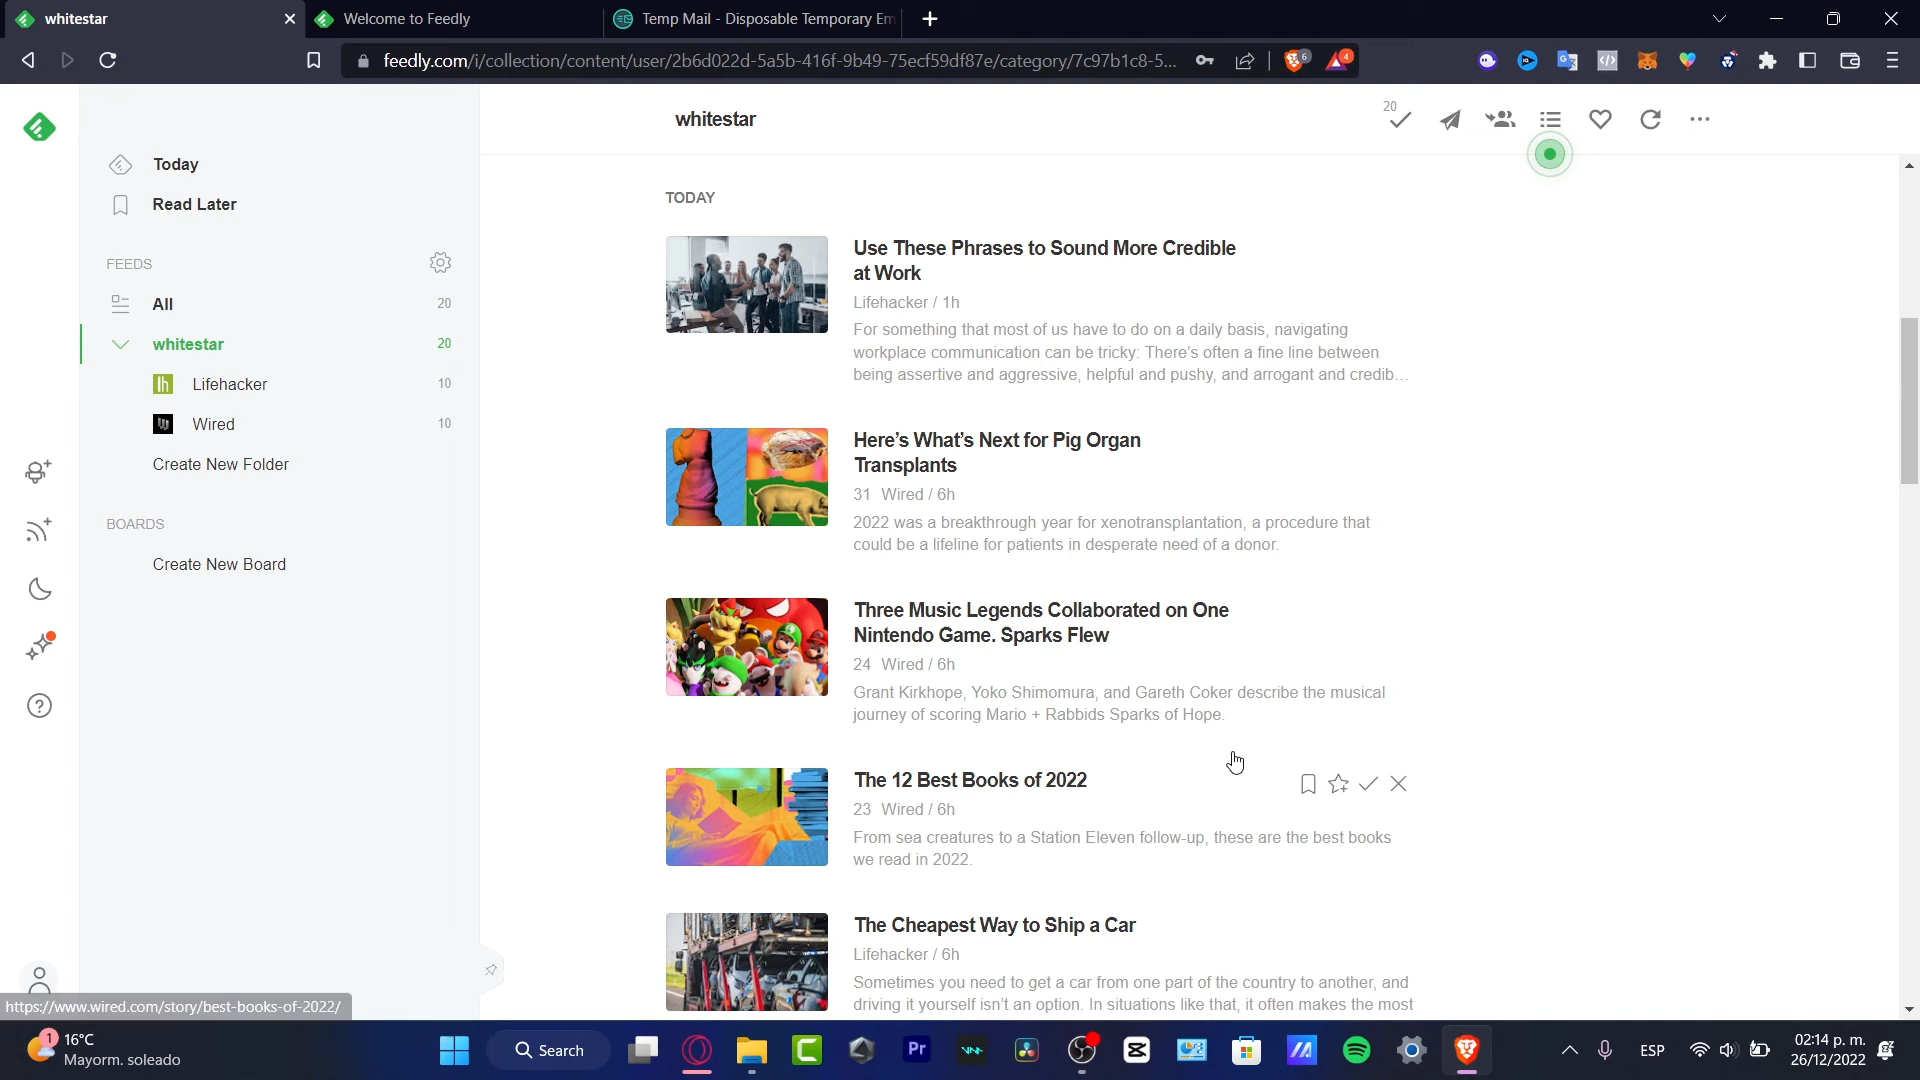 whitestar
Welcome to Feedly
Temp Mail - Disposable Temporary Em
feedly.com/i/collection/content/user/2b6d022d-5a5b-416f-9b49-75ecf59df87e/category/7c97b1c8-5...
6
4
whitestar
20
Today
Read Later
FEEDS
All
20
whitestar
20
lh
Lifehacker
10
Wired
10
Create New Folder
BOARDS
Create New Board
TODAY
Use These Phrases to Sound More Credible
at Work
Lifehacker / 1h
For something that most of us have to do on a daily basis, navigating
workplace communication can be tricky: There's often a fine line between
being assertive and aggressive, helpful and pushy, and arrogant and credib...
Here's What's Next for Pig Organ
Transplants
31 Wired / 6h
2022 was a breakthrough year for xenotransplantation, a procedure that
could be a lifeline for patients in desperate need of a donor.
Three Music Legends Collaborated on One
Nintendo Game. Sparks Flew
24 Wired / 6h
Grant Kirkhope, Yoko Shimomura, and Gareth Coker describe the musical
journey of scoring Mario + Rabbids Sparks of Hope.
The 12 Best Books of 2022
23 Wired / 6h
From sea creatures to a Station Eleven follow-up, these are the best books
we read in 2022.
The Cheapest Way to Ship a Car
Lifehacker / 6h
Sometimes you need to get a car from one part of the country to another, and
driving it yourself isn't an option. In situations like that, it often makes the most
https://www.wired.com/story/best-books-of-2022/
1
16°C
Mayorm. soleado
Search
Pr
ESP
02:14 p. m.
26/12/2022